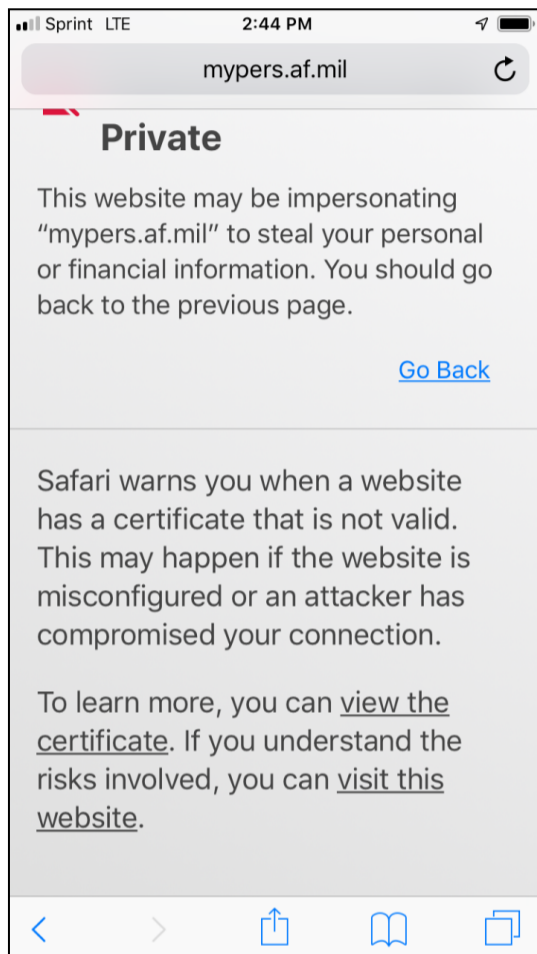 Sprint LTE 2:44 PM
mypers.af.mil
Private
This website may be impersonating
“mypers.af.mil” to steal your personal
or financial information. You should go
back to the previous page.
Go Back
Safari warns you when a website
has a certificate that is not valid.
This may happen if the website is
misconfigured or an attacker has
compromised your connection.
To learn more, you can view the
certificate. If you understand the
risks involved, you can visit this
website.